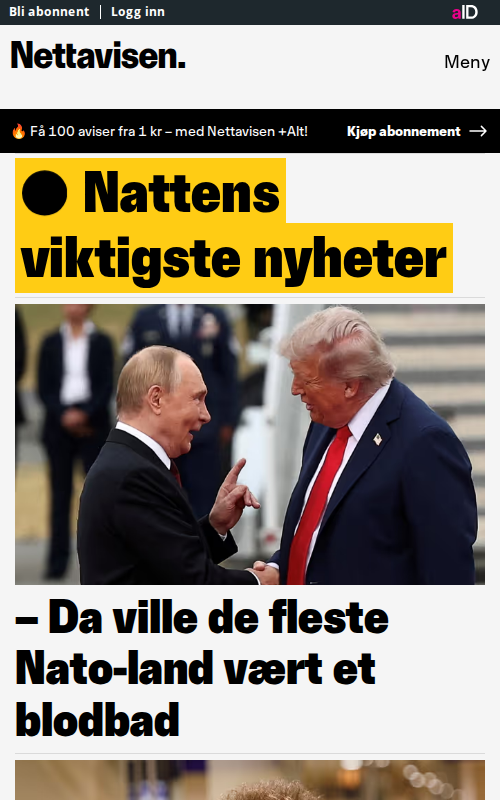 Bli abonnent | Logg inn
aID
Nettavisen.
Meny
🔥 Få 100 aviser fra 1 kr – med Nettavisen +Alt!
Kjøp abonnement →
● Nattens
viktigste nyheter
– Da ville de fleste
Nato-land vært et
blodbad